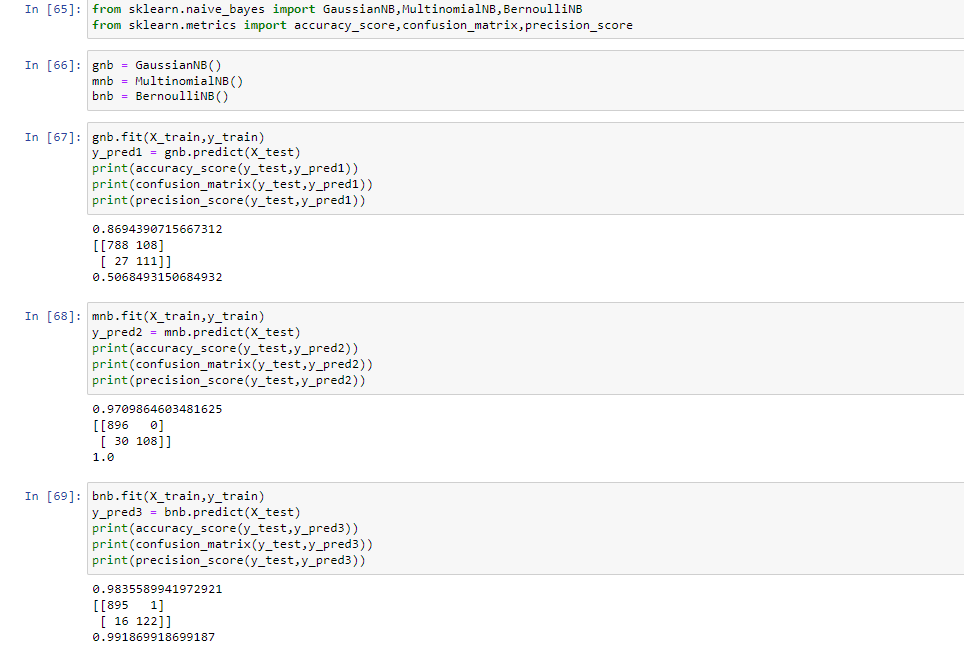 In [65]: from sklearn.naive_bayes import GaussianNB,MultinomialNB,BernoulliNB
from sklearn.metrics import accuracy_score,confusion_matrix,precision_score
In [66]: gnb = GaussianNB()
mnb = MultinomialNB()
bnb = BernoulliNB()
In [67]: gnb.fit(X_train,y_train)
y_pred1 = gnb.predict(X_test)
print(accuracy_score(y_test,y_pred1))
print(confusion_matrix(y_test,y_pred1))
print(precision_score(y_test,y_pred1))
0.8694390715667312
[[788 108]
 [ 27 111]]
0.5068493150684932
In [68]: mnb.fit(X_train,y_train)
y_pred2 = mnb.predict(X_test)
print(accuracy_score(y_test,y_pred2))
print(confusion_matrix(y_test,y_pred2))
print(precision_score(y_test,y_pred2))
0.9709864603481625
[[896   0]
 [ 30 108]]
1.0
In [69]: bnb.fit(X_train,y_train)
y_pred3 = bnb.predict(X_test)
print(accuracy_score(y_test,y_pred3))
print(confusion_matrix(y_test,y_pred3))
print(precision_score(y_test,y_pred3))
0.9835589941972921
[[895   1]
 [ 16 122]]
0.991869918699187